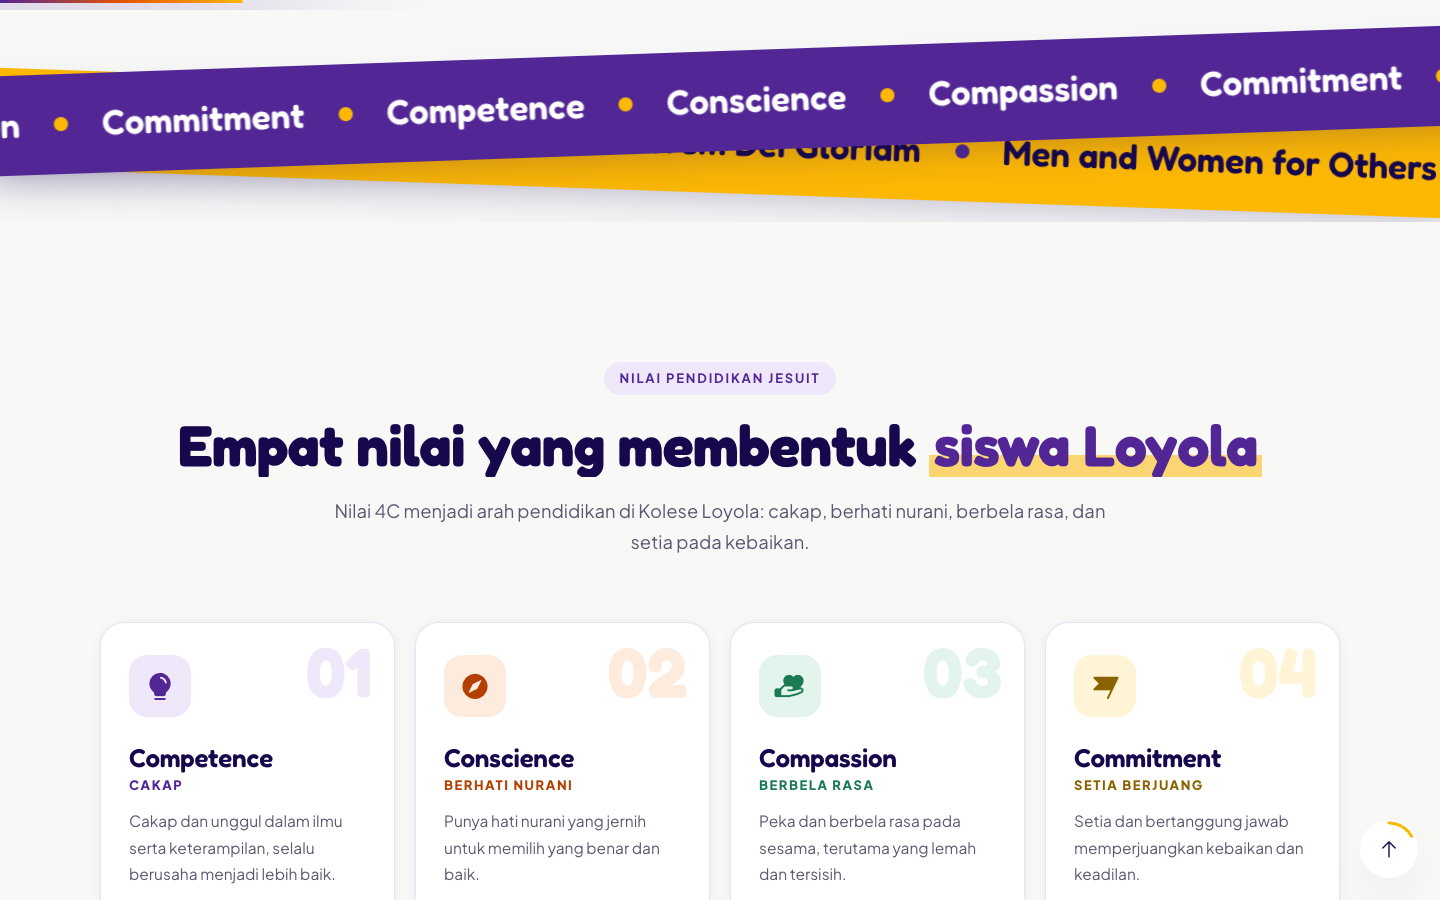 Commitment Competence Conscience Compassion Commitment
Gloriam Men and Women for Others
NILAI PENDIDIKAN JESUIT
Empat nilai yang membentuk siswa Loyola
Nilai 4C menjadi arah pendidikan di Kolese Loyola: cakap, berhati nurani, berbela rasa, dan
setia pada kebaikan.
01
Competence
CAKAP
Cakap dan unggul dalam ilmu
serta keterampilan, selalu
berusaha menjadi lebih baik.
02
Conscience
BERHATI NURANI
Punya hati nurani yang jernih
untuk memilih yang benar dan
baik.
03
Compassion
BERBELA RASA
Peka dan berbela rasa pada
sesama, terutama yang lemah
dan tersisih.
04
Commitment
SETIA BERJUANG
Setia dan bertanggung jawab
memperjuangkan kebaikan dan
keadilan.